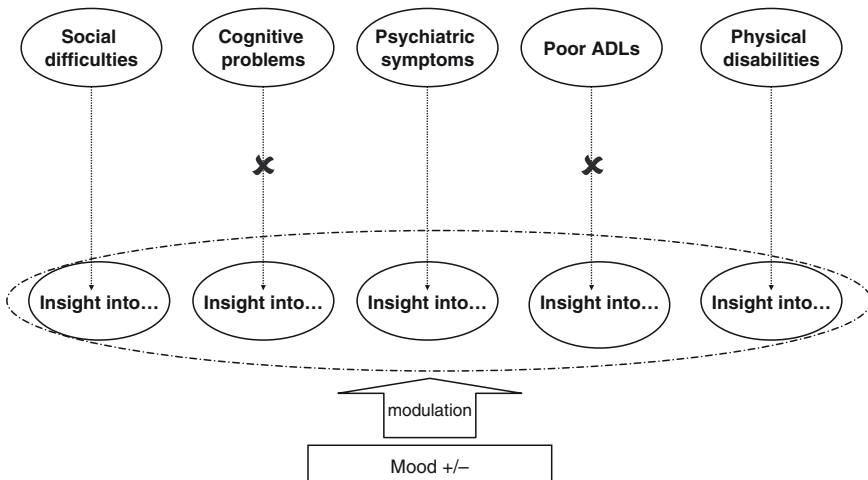 Social
difficulties
Cognitive
problems
Psychiatric
symptoms
Poor ADLs
Physical
disabilities
Insight into…
Insight into…
Insight into…
Insight into…
Insight into…
modulation
Mood +/–